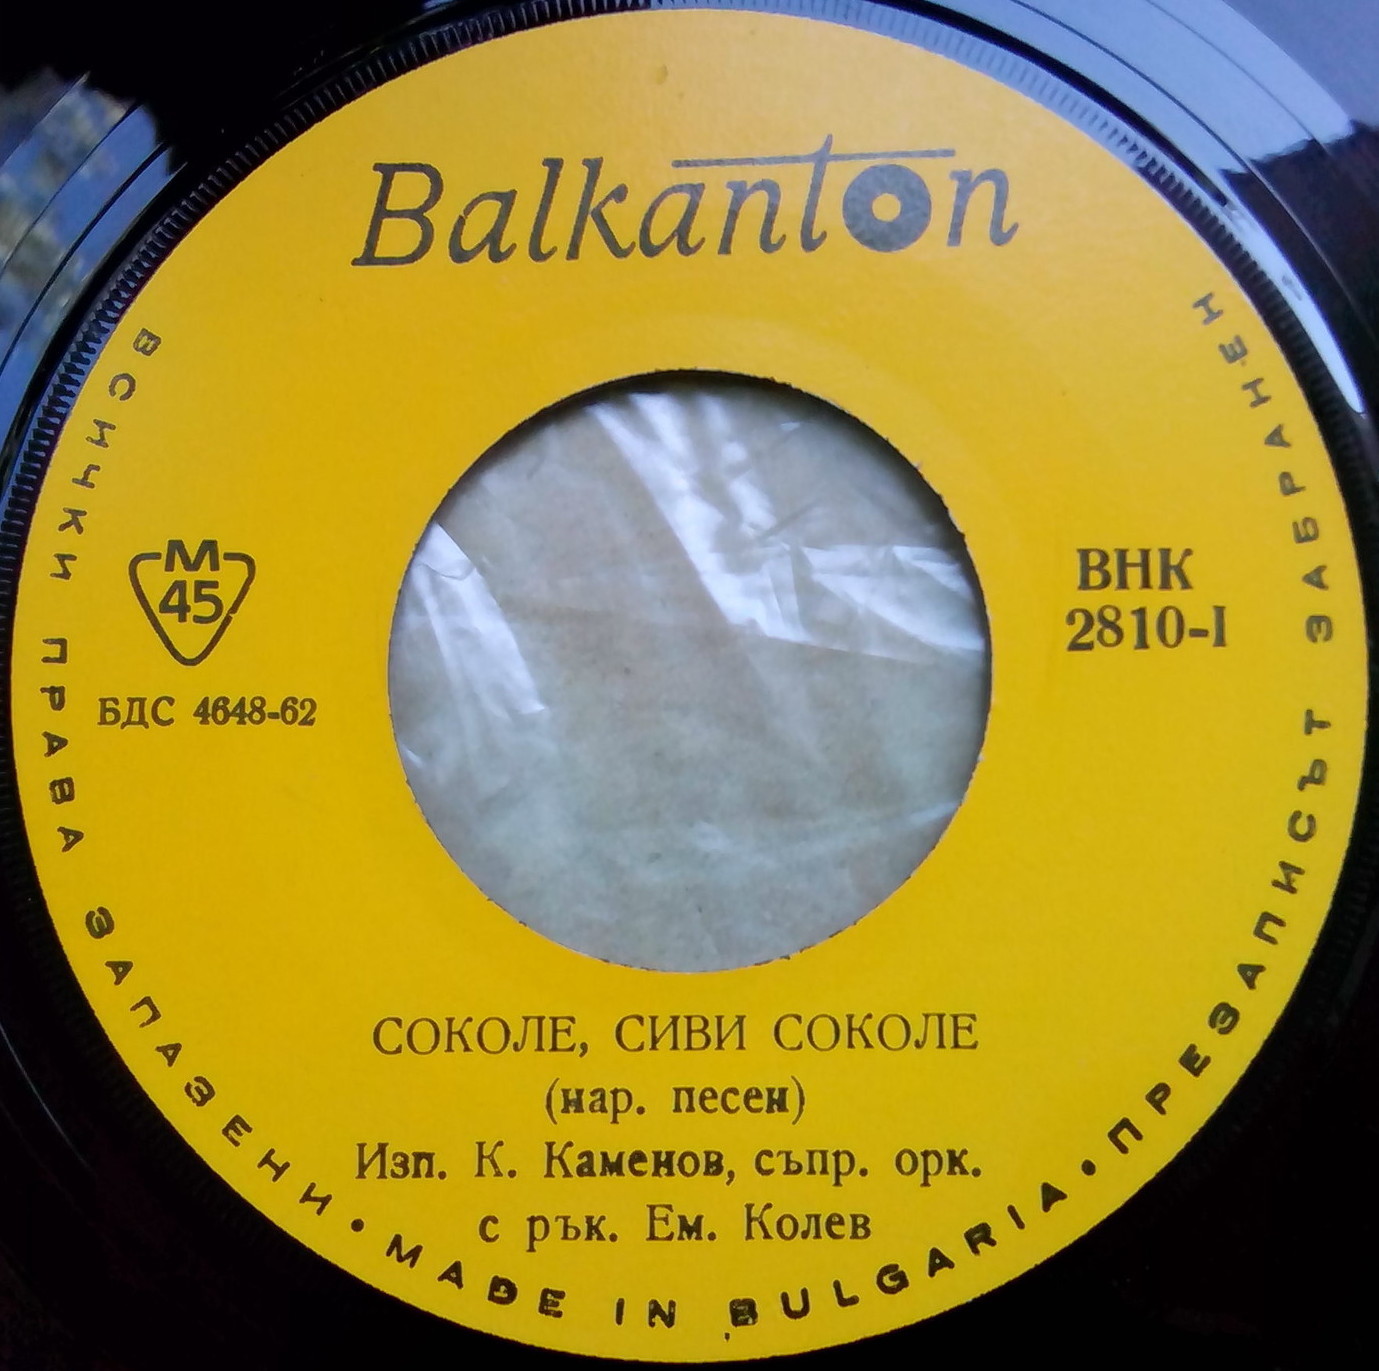 Balkanton
M
45
БДС 4648-62
ВНК
2810-I
СОКОЛЕ, СИВИ СОКОЛЕ
(нар. песен)
Изп. К. Каменов, съпр. орк.
с рък. Ем. Колев
ВСИЧКИ ПРАВА ЗАПАЗЕНИ • MADE IN BULGARIA • ПРЕЗАПИСЪТ ЗАБРАНЕН